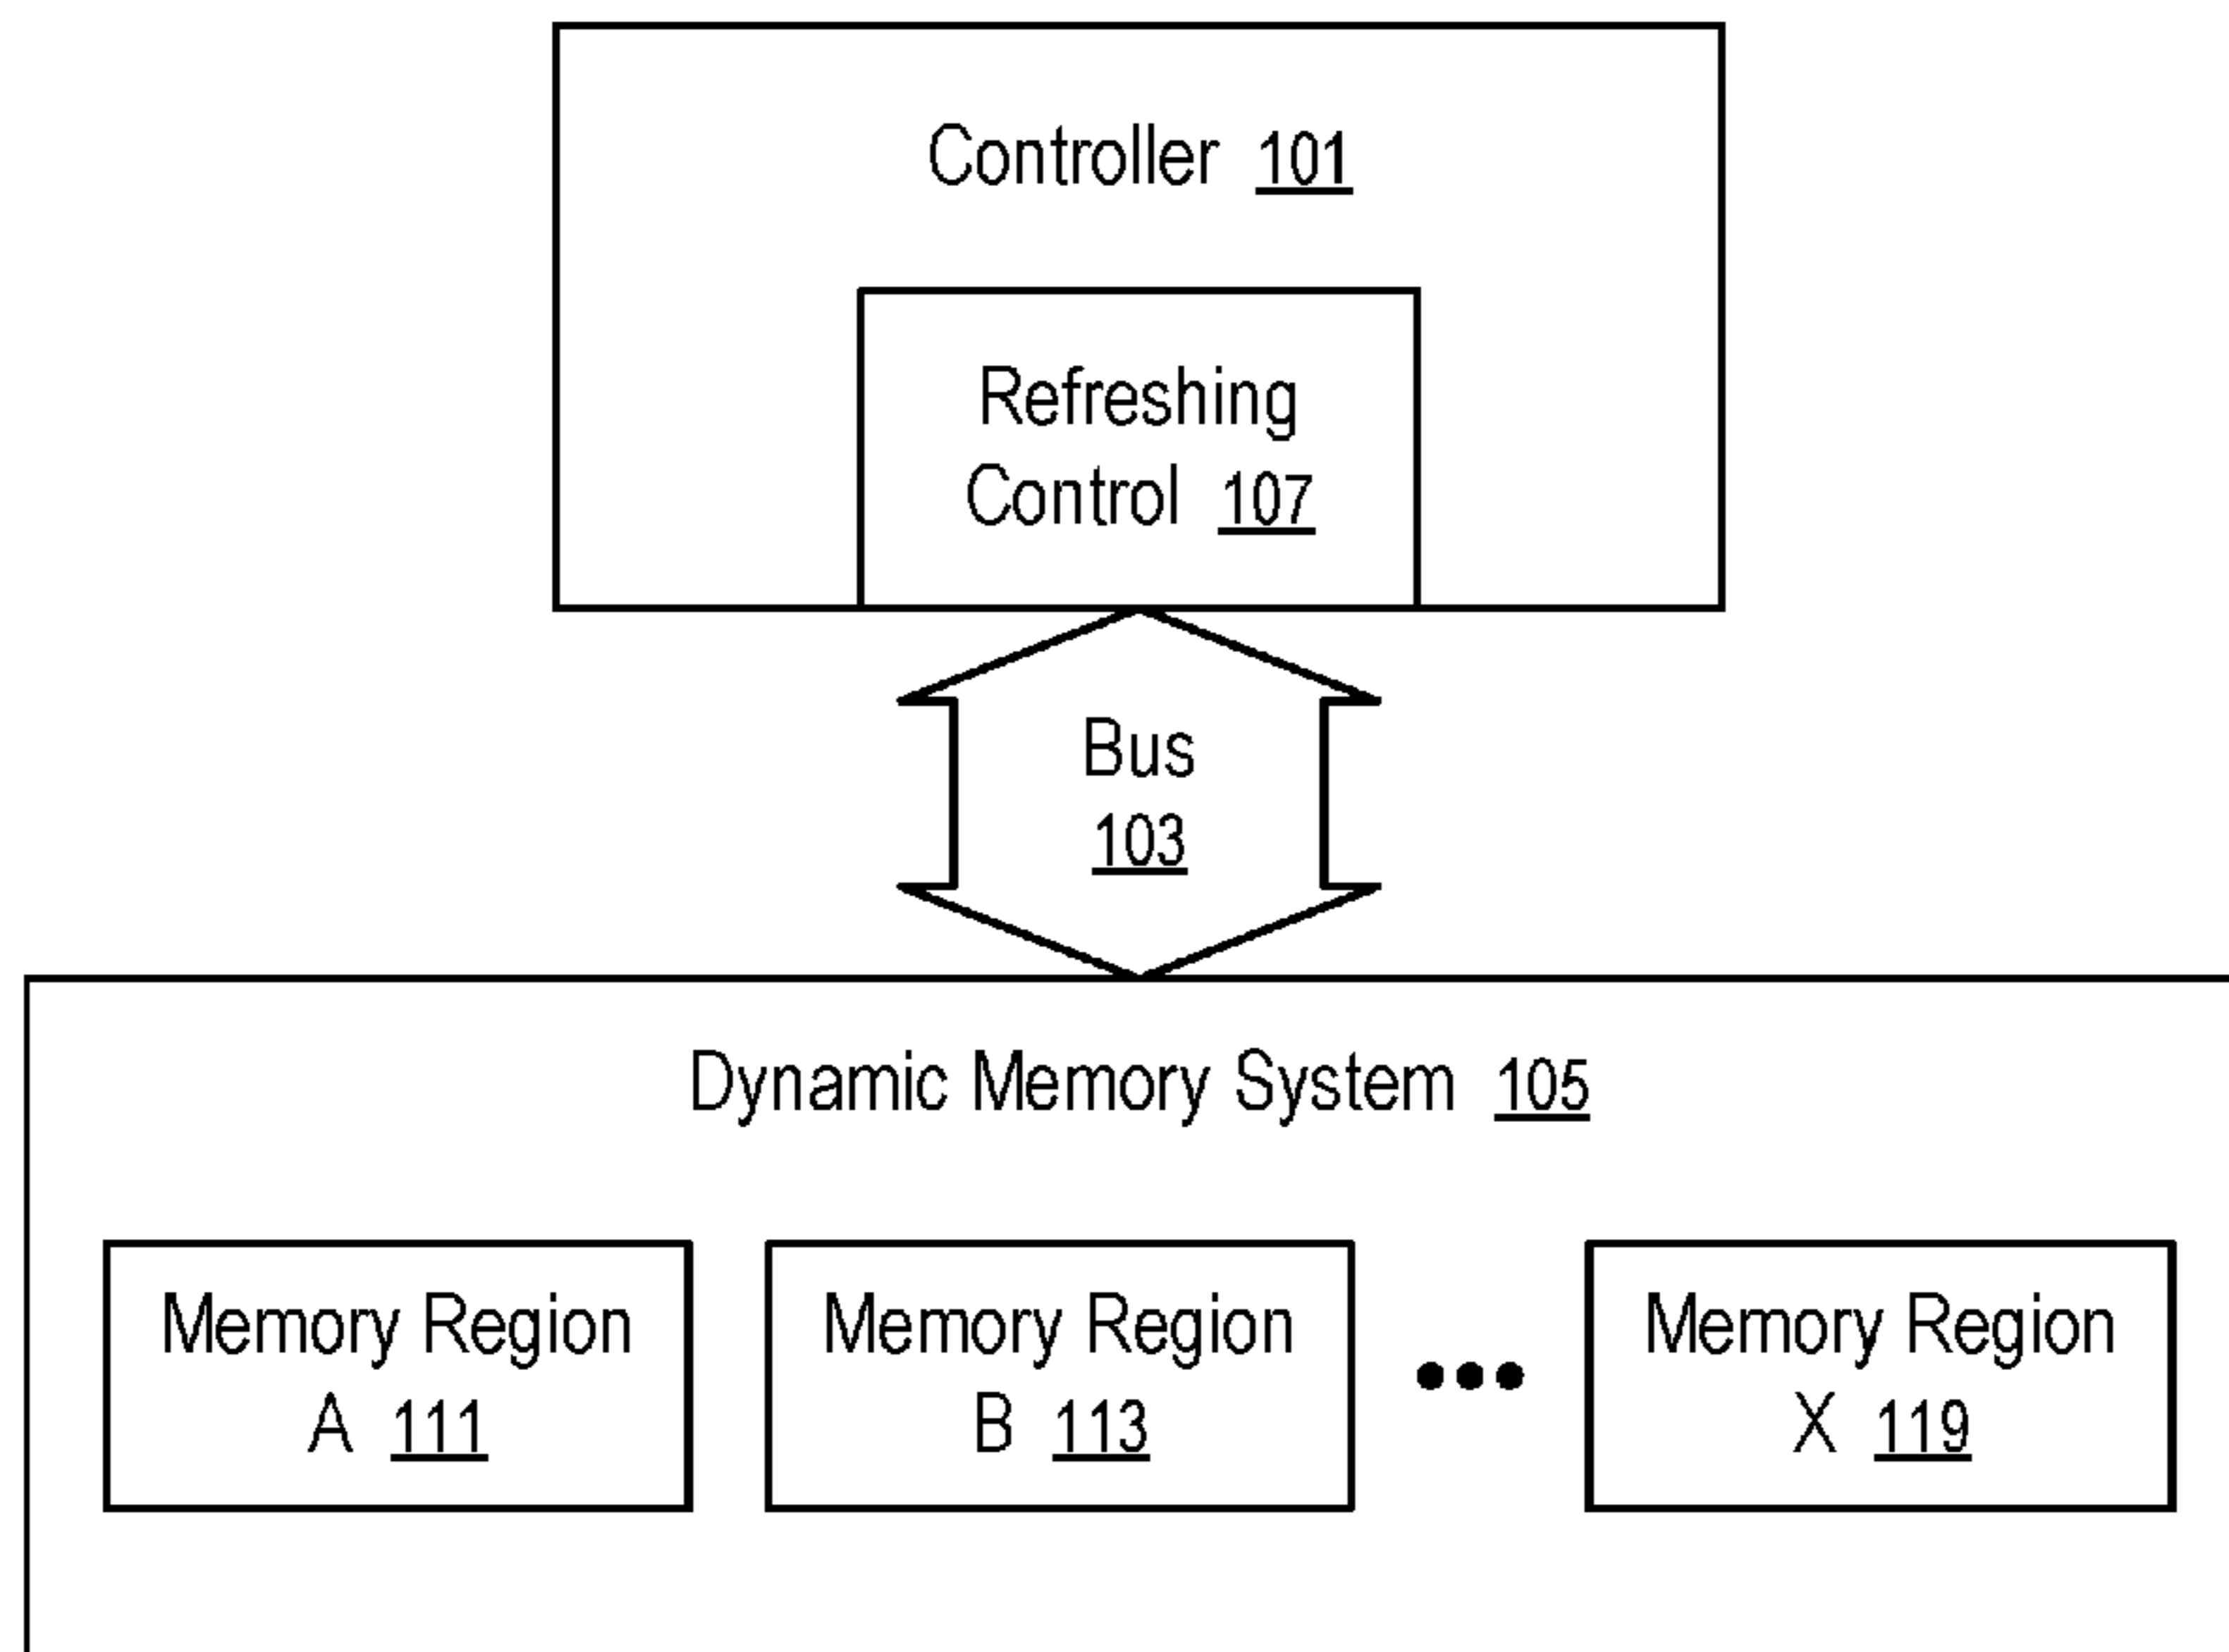 Controller 101
Refreshing
Control 107
Bus
103
Dynamic Memory System 105
Memory Region
A 111
Memory Region
B 113
Memory Region
X 119